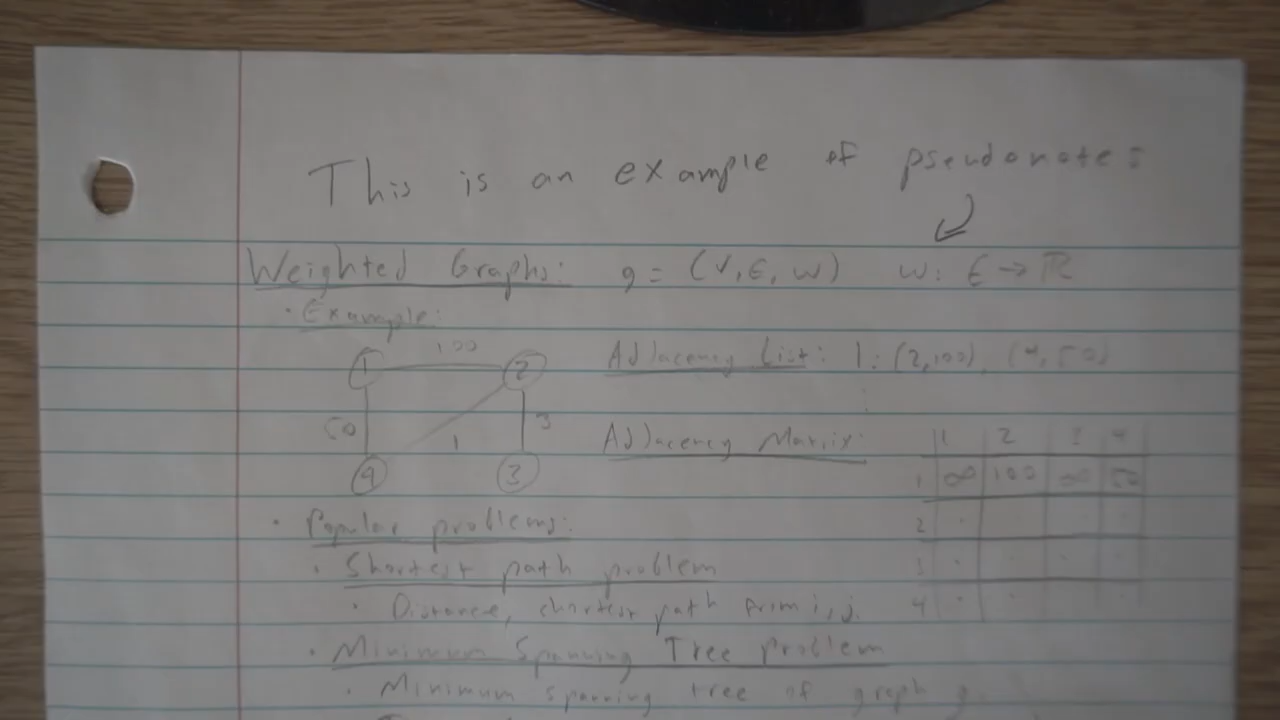 This is an example of pseudonotes
Weighted Graphs: g = (V, E, w) w: E → ℝ
· Example:
1 100 2
Adjacency List: 1: (2,100), (4,50)
50 1 3
4 3
Adjacency Matrix:
1 2 3 4
1 ∞ 100 ∞ 50
2 ·
3 · · · ·
4 · ·
· Popular problems:
· Shortest path problem
· Distance, shortest path from i, j.
· Minimum Spanning Tree Problem
· Minimum spanning tree of graph g.